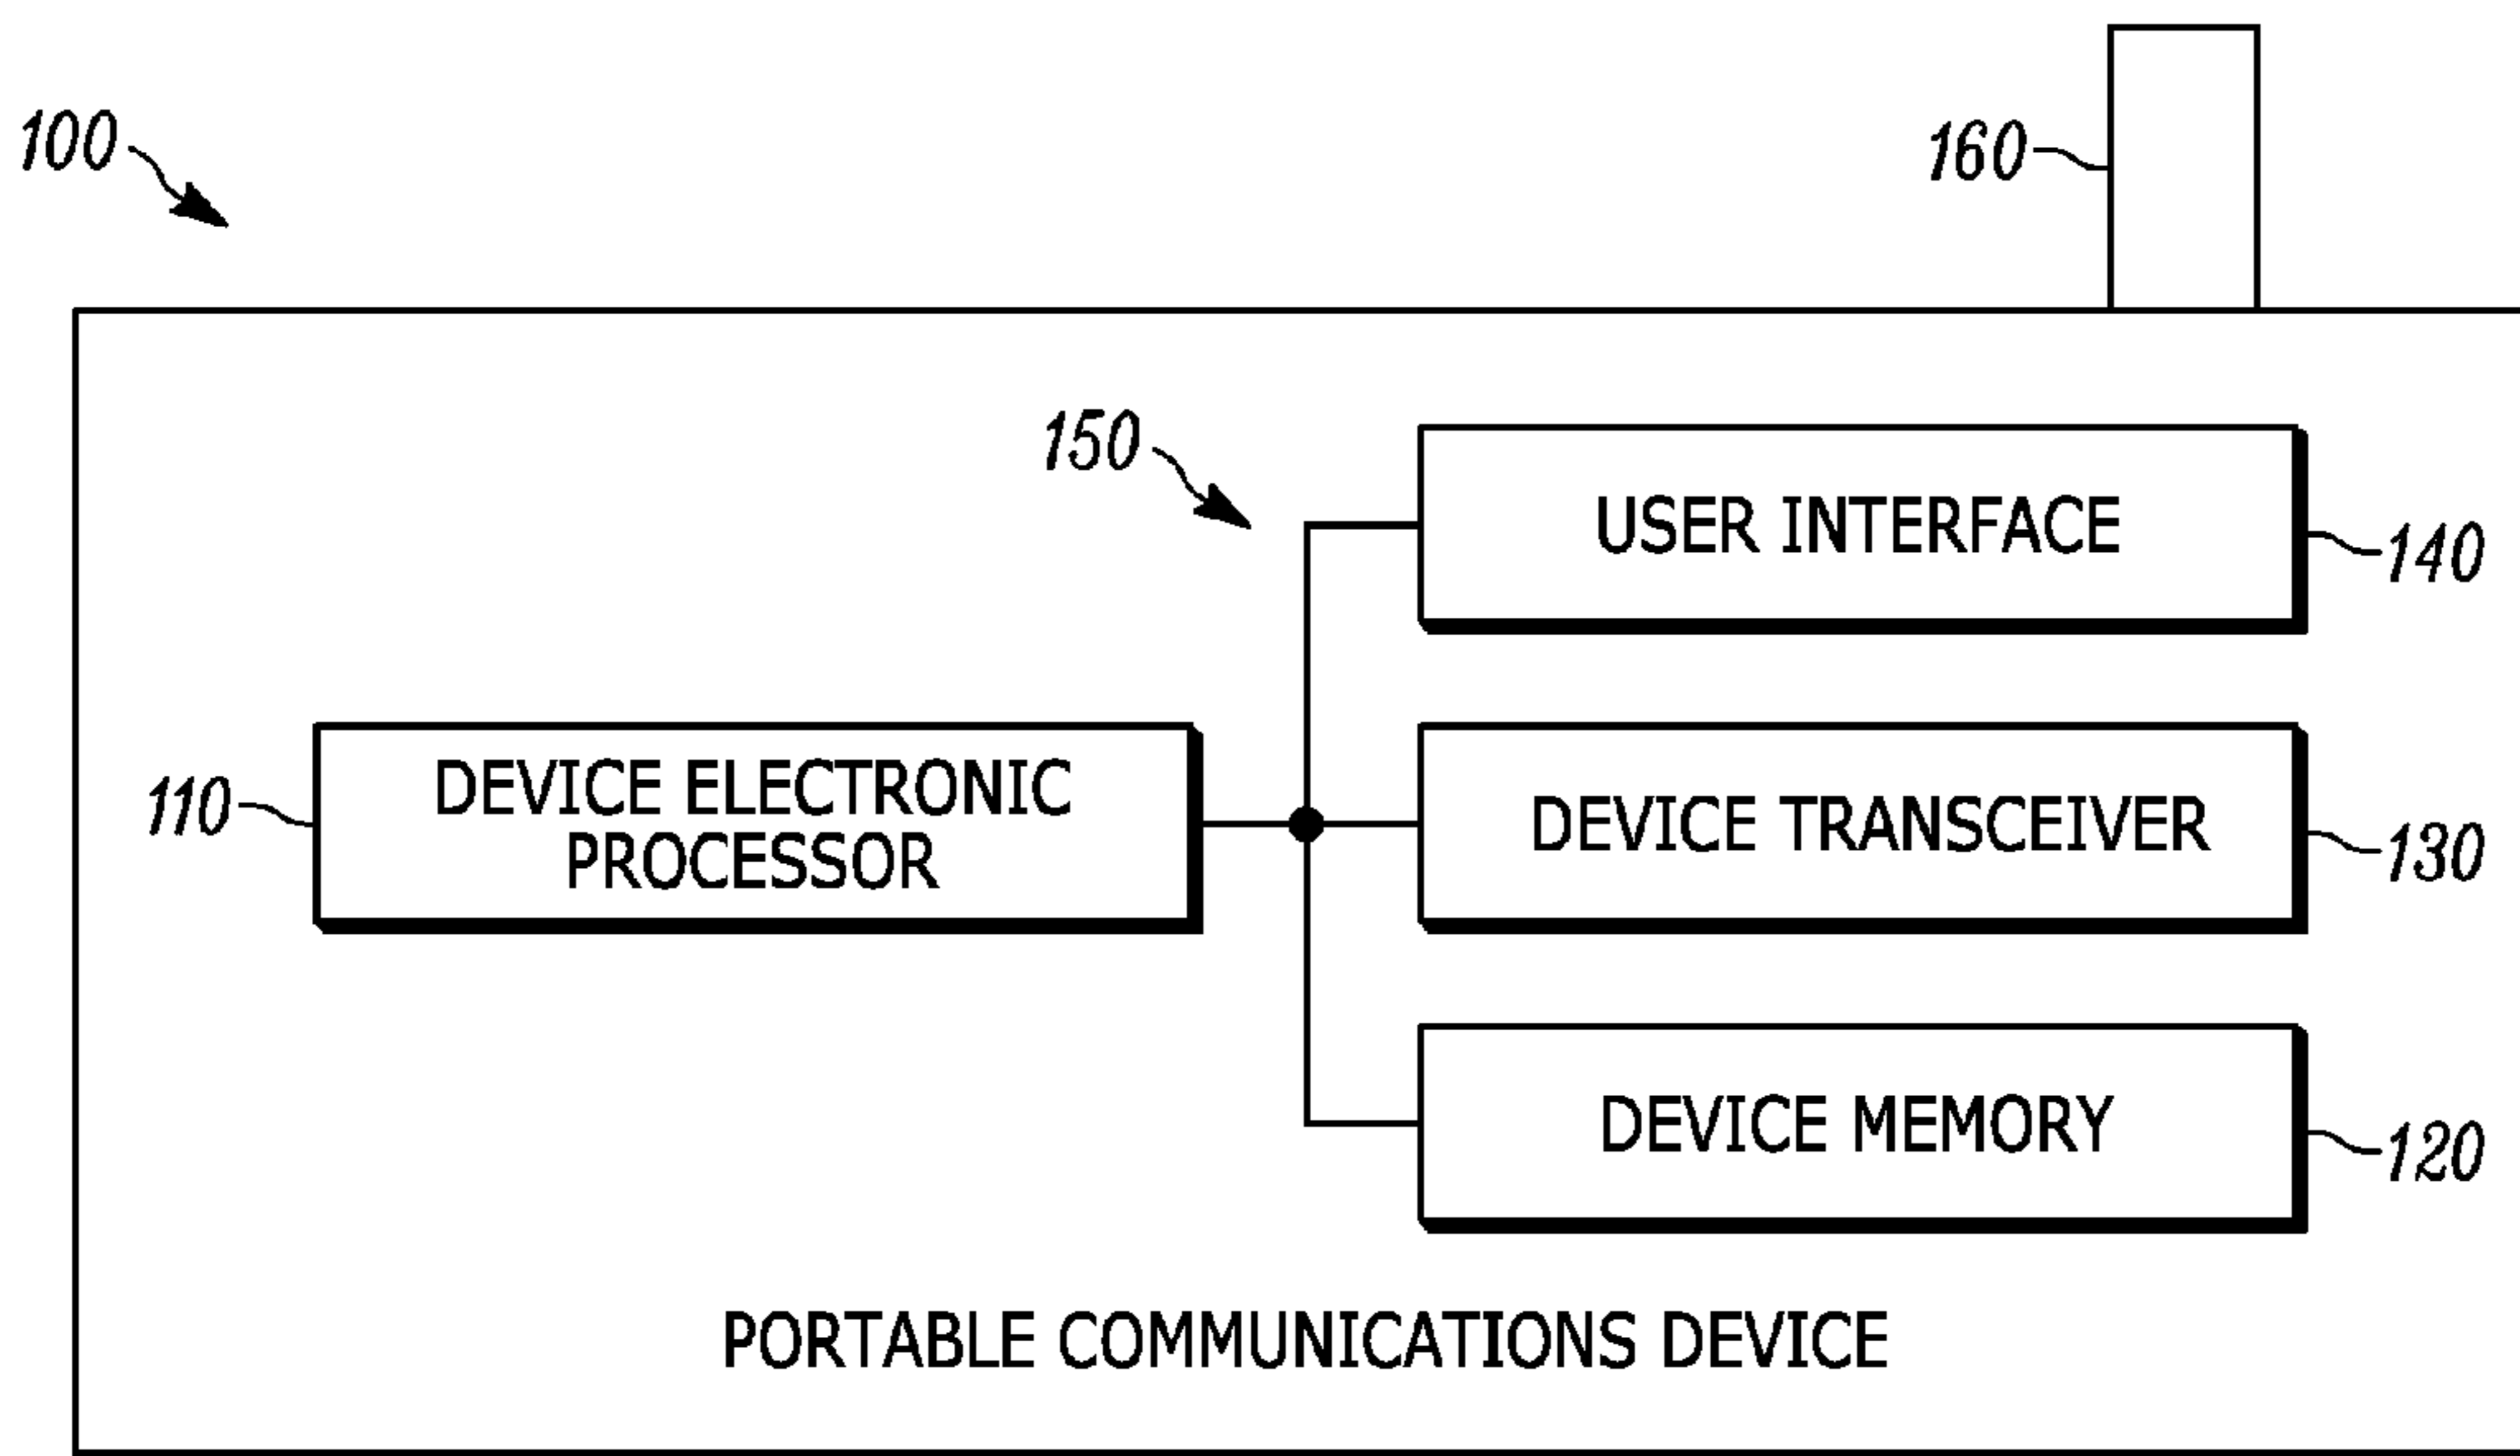 100
160
150
USER INTERFACE
140
110
DEVICE ELECTRONIC
PROCESSOR
DEVICE TRANSCEIVER
130
DEVICE MEMORY
120
PORTABLE COMMUNICATIONS DEVICE